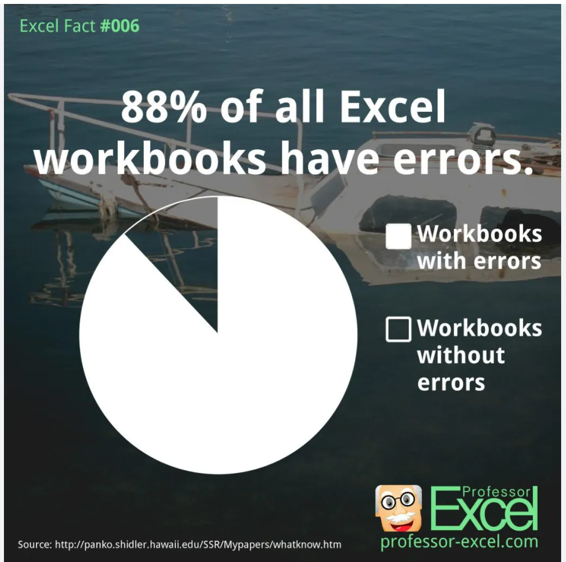 Excel Fact #006
88% of all Excel
workbooks have errors.
Workbooks
with errors
Workbooks
without
errors
Professor
Excel
professor-excel.com
Source: http://panko.shidler.hawaii.edu/SSR/Mypapers/whatknow.htm